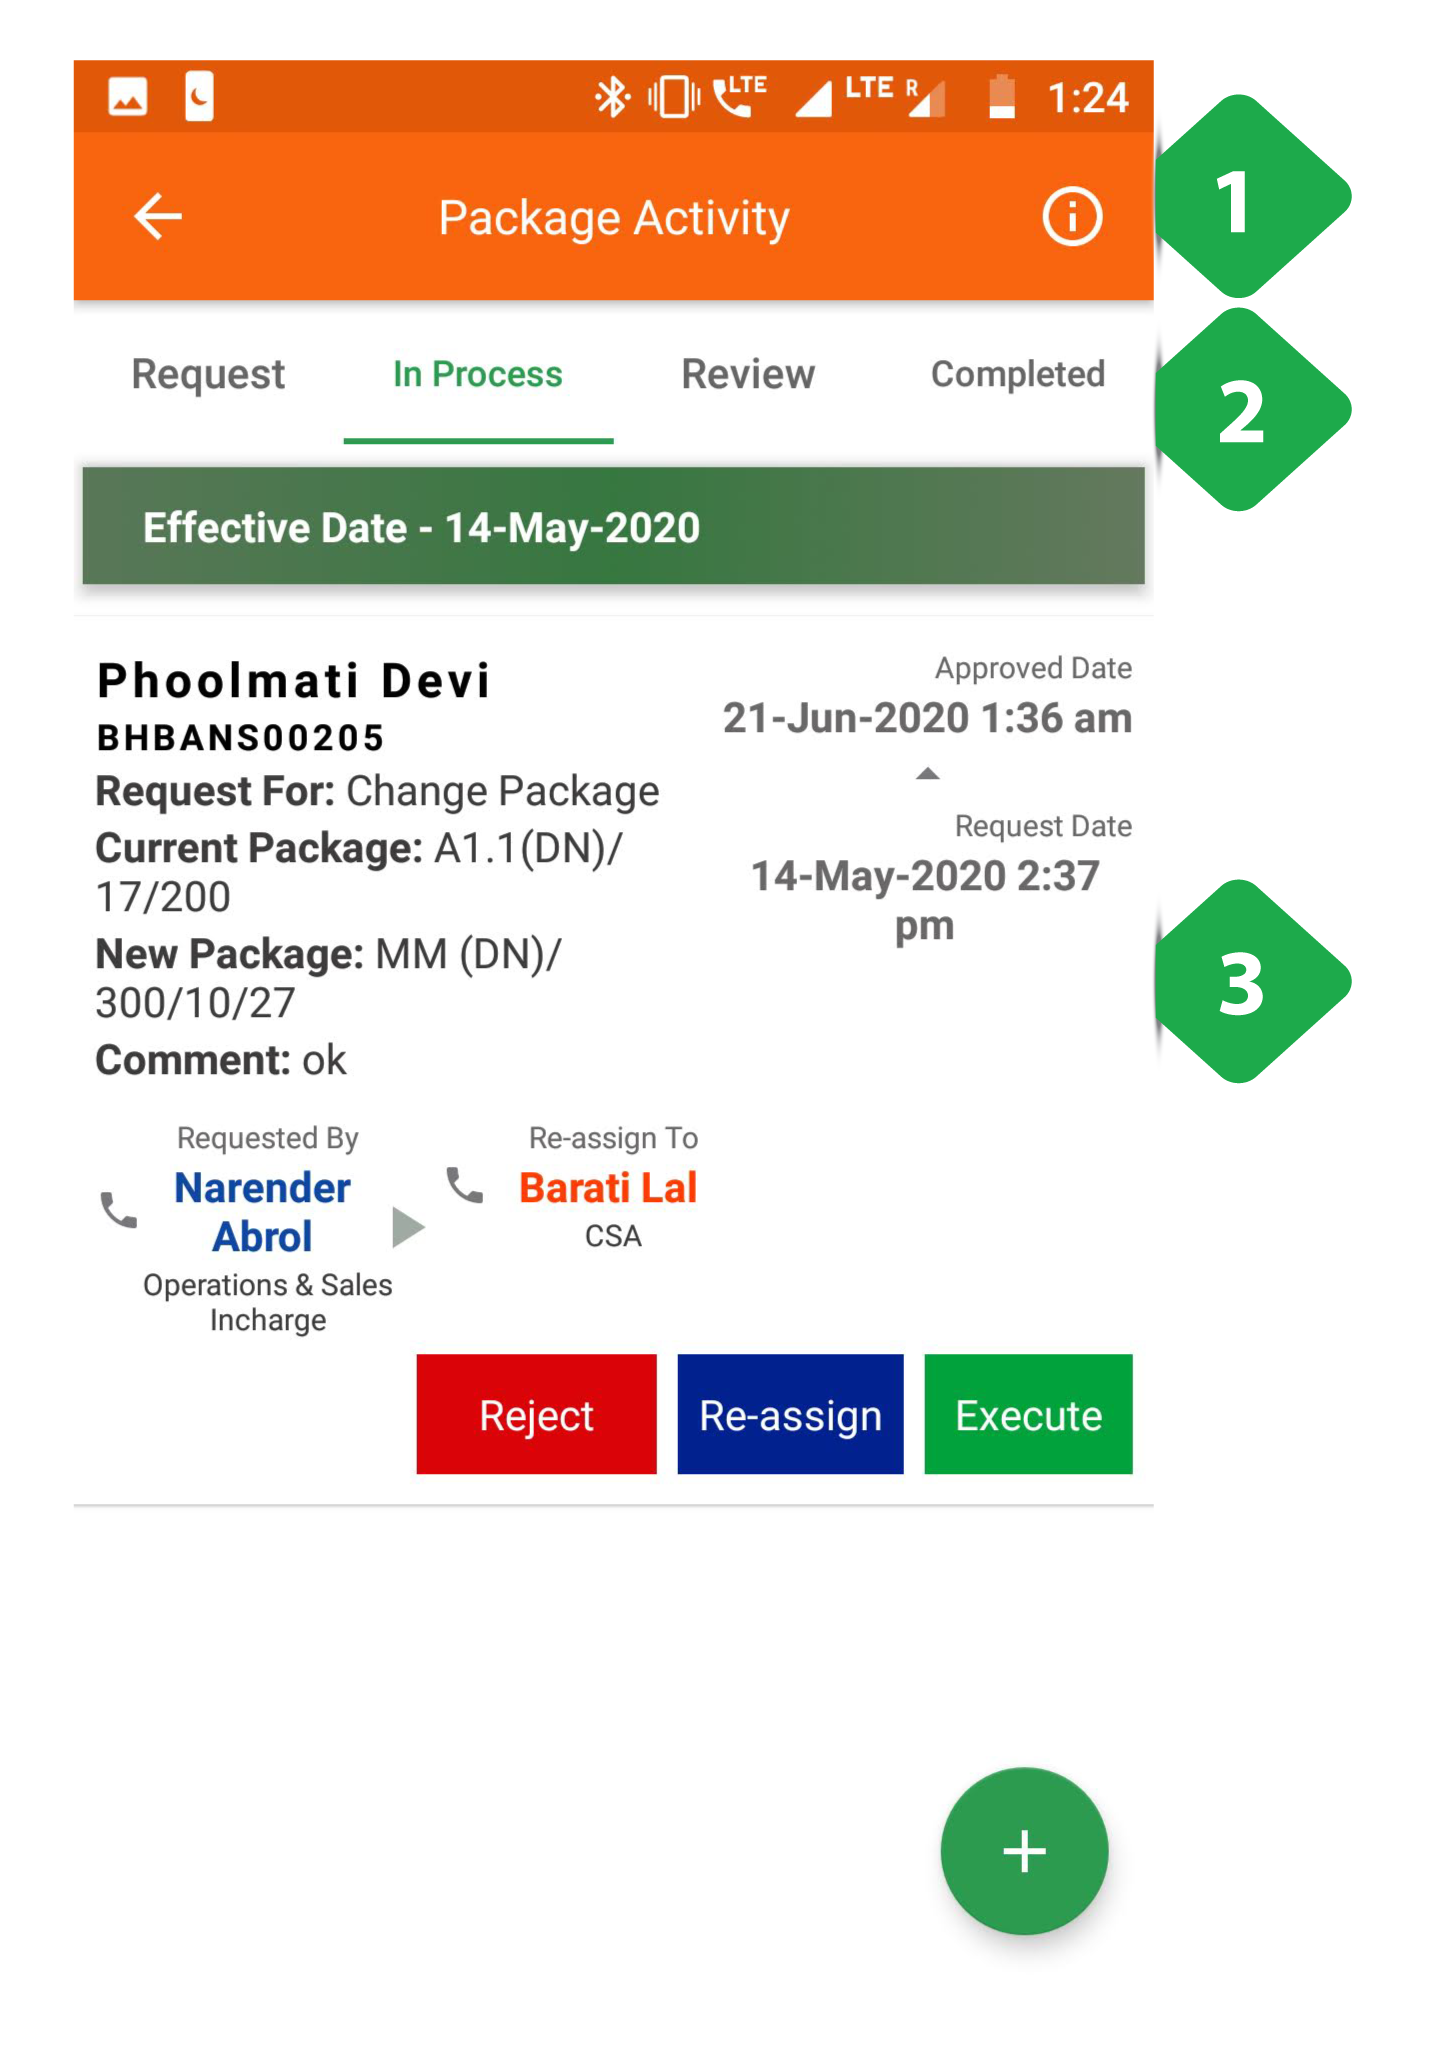 LTE LTE R 1:24
Package Activity
1
Request In Process Review Completed
2
Effective Date - 14-May-2020
Phoolmati Devi
BHBANS00205
Request For: Change Package
Current Package: A1.1(DN)/
17/200
New Package: MM (DN)/
300/10/27
Comment: ok
Approved Date
21-Jun-2020 1:36 am
Request Date
14-May-2020 2:37
pm
3
Requested By
Narender
Abrol
Operations & Sales
Incharge
Re-assign To
Barati Lal
CSA
Reject Re-assign Execute